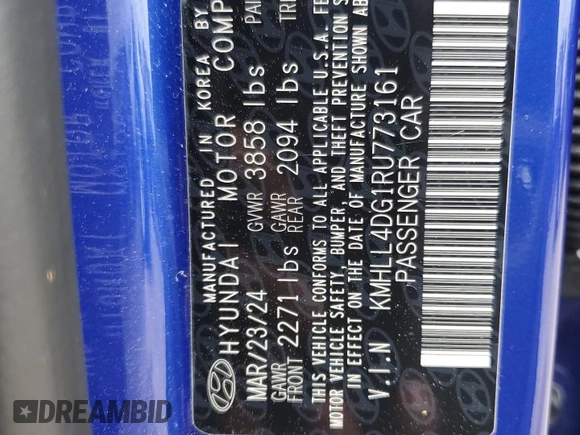 MANUFACTURED IN KOREA BY
HYUNDAI MOTOR COMP
MAR/23/24 GVWR 3858 lbs PA
GAWR FRONT 2271 lbs GAWR REAR 2094 lbs TRI
THIS VEHICLE CONFORMS TO ALL APPLICABLE U.S.A. FE
MOTOR VEHICLE SAFETY, BUMPER, AND THEFT PREVENTION S
IN EFFECT ON THE DATE OF MANUFACTURE SHOWN AB
V.I.N KMHLL4DG1RU773161
PASSENGER CAR
DREAMBID